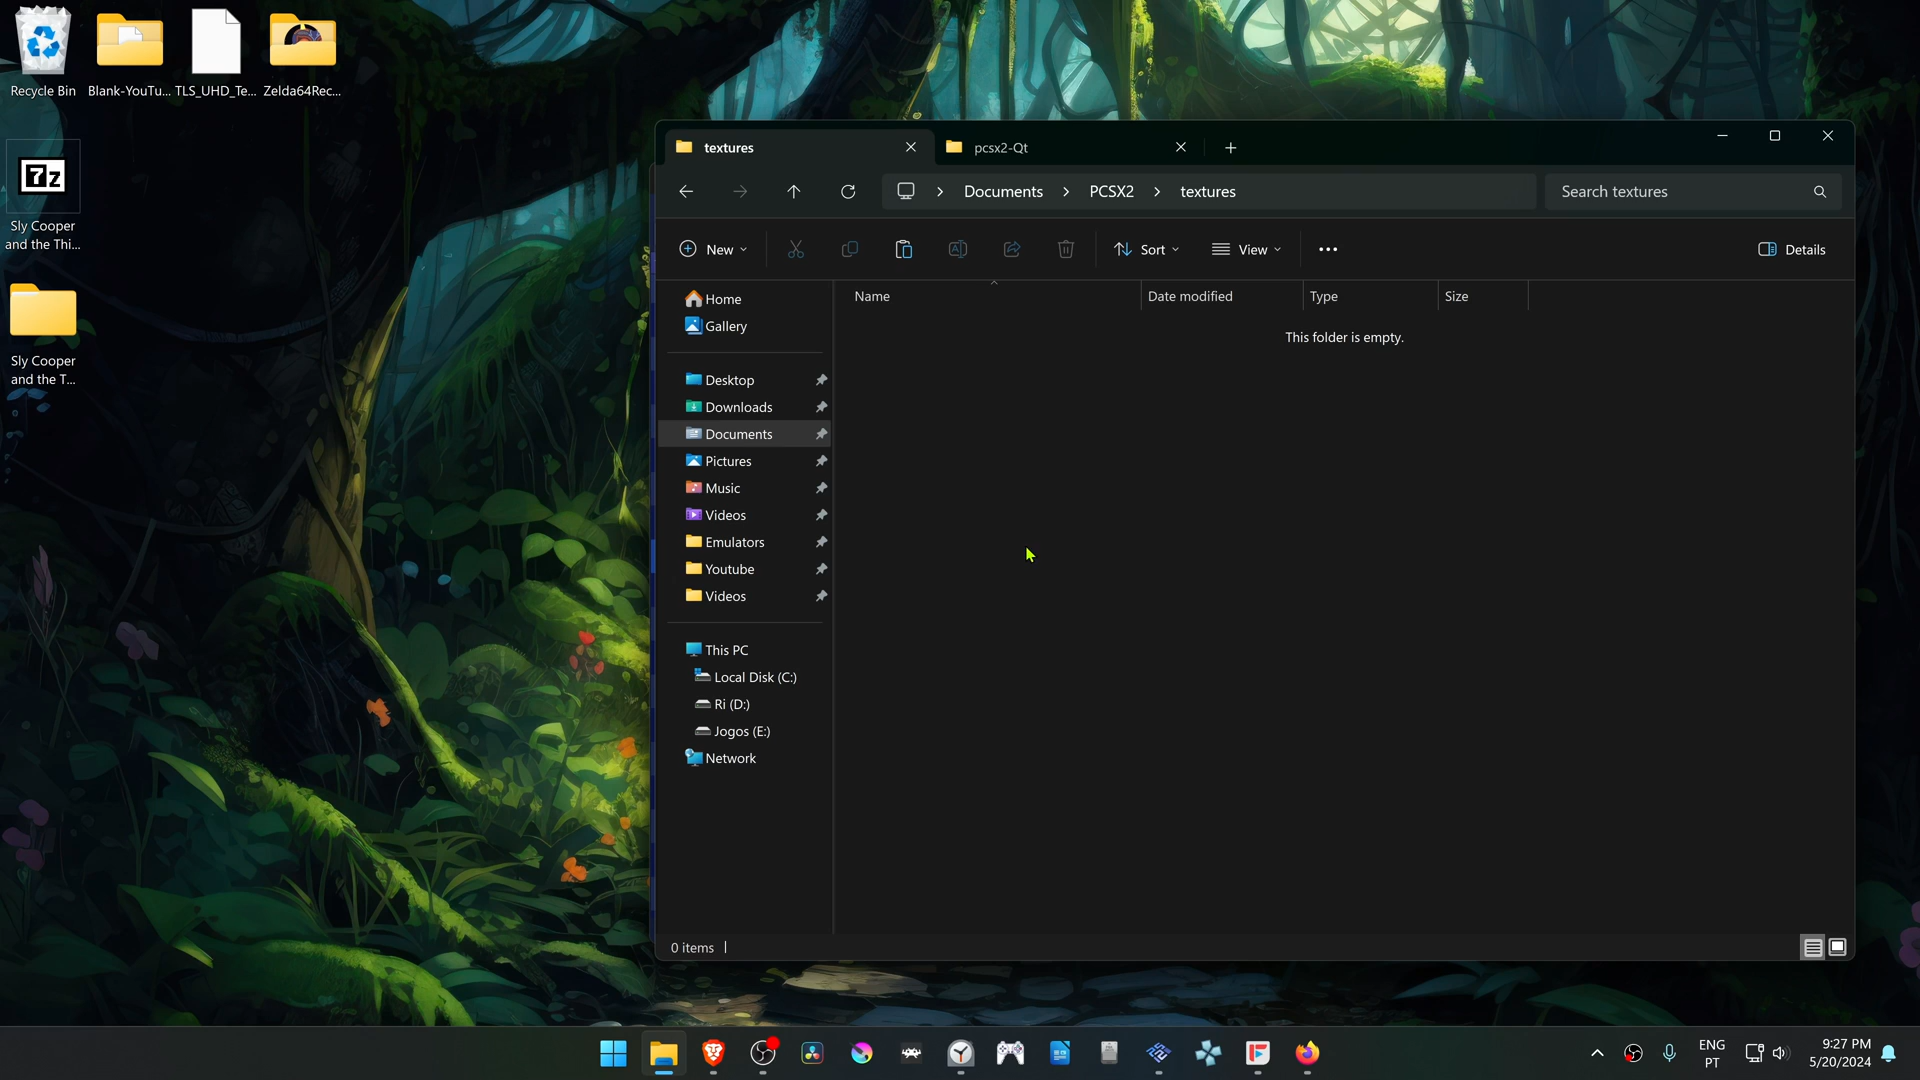 Recycle Bin
Blank-YouTu...
TLS_UHD_Te...
Zelda64Rec...
7z
Sly Cooper
and the Thi...
Sly Cooper
and the T...
textures
pcsx2-Qt
Documents
PCSX2
textures
Search textures
New
Sort
View
Details
Name
Date modified
Type
Size
This folder is empty.
Home
Gallery
Desktop
Downloads
Documents
Pictures
Music
Videos
Emulators
Youtube
Videos
This PC
Local Disk (C:)
Ri (D:)
Jogos (E:)
Network
0 items
ENG
PT
9:27 PM
5/20/2024